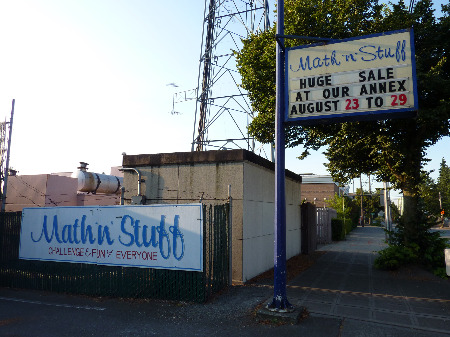 Math 'n' Stuff
HUGE SALE
AT OUR ANNEX
AUGUST 23 TO 29
Math 'n' Stuff
CHALLENGE & FUN 4 EVERYONE